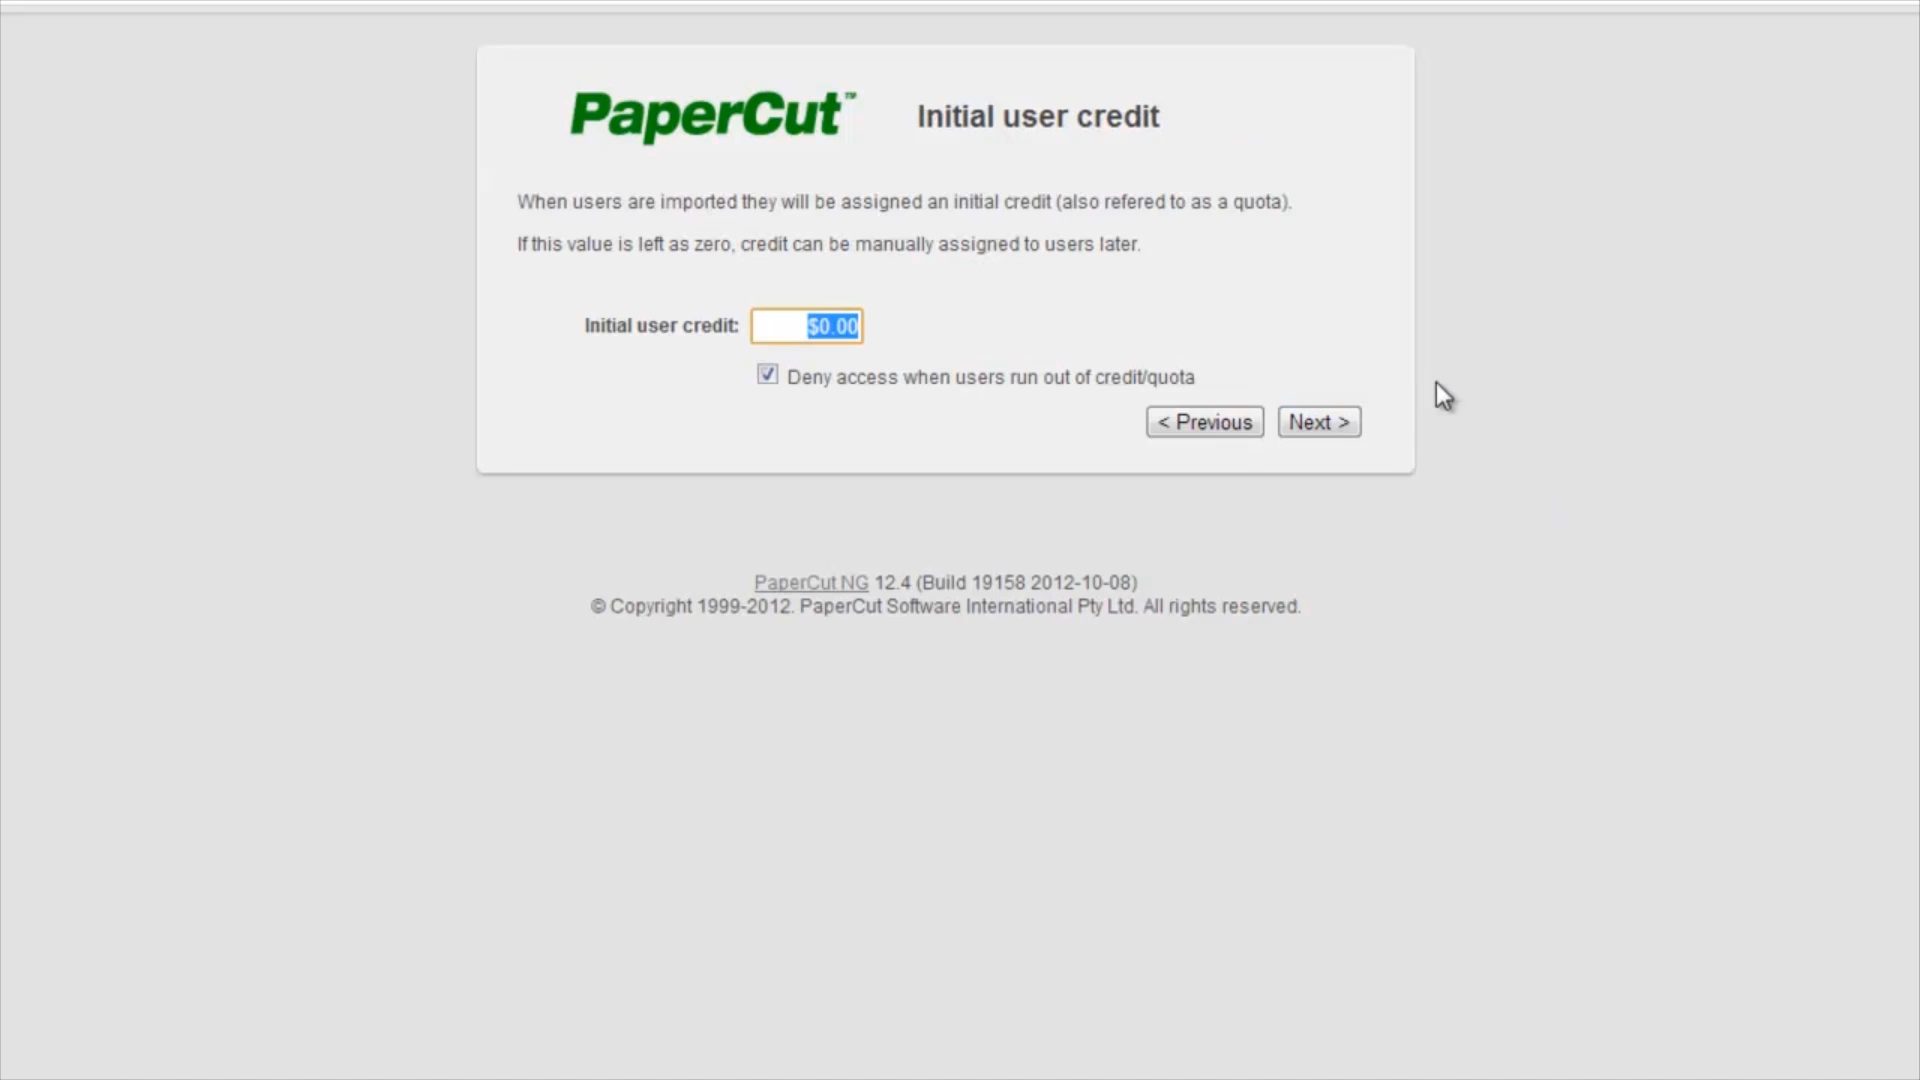 PaperCut™
Initial user credit
When users are imported they will be assigned an initial credit (also refered to as a quota).
If this value is left as zero, credit can be manually assigned to users later.
Initial user credit: $0.00
Deny access when users run out of credit/quota
< Previous Next >
PaperCut NG 12.4 (Build 19158 2012-10-08)
© Copyright 1999-2012. PaperCut Software International Pty Ltd. All rights reserved.